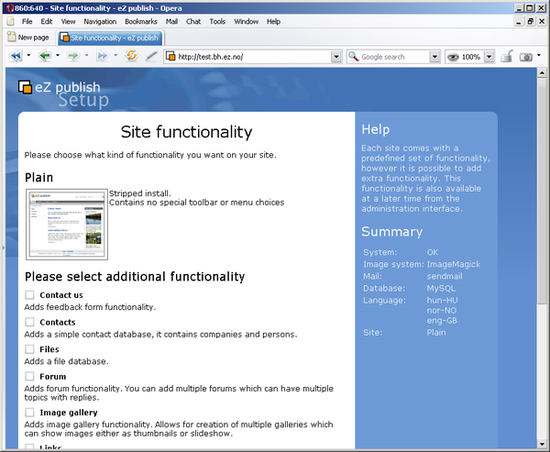 860:640 - Site functionality - eZ publish - Opera
File Edit View Navigation Bookmarks Mail Chat Tools Window Help
New page Site functionality - eZ publish
http://test.bh.ez.no/ Google search 100%
eZ publish
Setup
Site functionality
Please choose what kind of functionality you want on your site.
Plain
Stripped install.
Contains no special toolbar or menu choices
Please select additional functionality
Contact us
Adds feedback form functionality.
Contacts
Adds a simple contact database, it contains companies and persons.
Files
Adds a file database.
Forum
Adds forum functionality. You can add multiple forums which can have multiple
topics with replies.
Image gallery
Adds image gallery functionality. Allows for creation of multiple galleries which
can show images either as thumbnails or slideshow.
Links
Help
Each site comes with a
predefined set of functionality,
however it is possible to add
extra functionality. This
functionality is also available
at a later time from the
administration interface.
Summary
System: OK
Image system: ImageMagick
Mail: sendmail
Database: MySQL
Language: hun-HU
nor-NO
eng-GB
Site: Plain